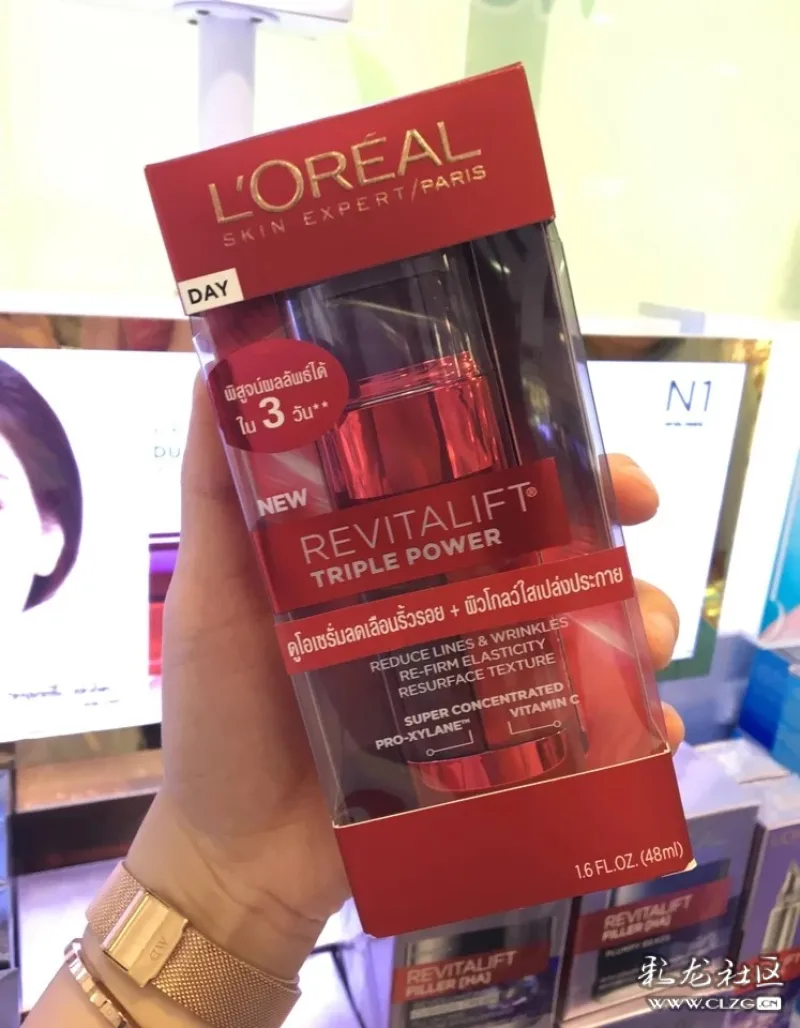 L'ORÉAL
SKIN EXPERT/PARIS
DAY
พิสูจน์ผลลัพธ์ได้
ใน 3 วัน**
NEW
REVITALIFT®
TRIPLE POWER
ดูโอเซรั่มลดเลือนริ้วรอย + ผิวโกลว์ใสเปล่งประกาย
REDUCE LINES & WRINKLES
RE-FIRM ELASTICITY
RESURFACE TEXTURE
SUPER CONCENTRATED
PRO-XYLANE™ VITAMIN C
1.6 FL.OZ. (48ml)
N1
DW
REVITALIFT
FILLER [HA]
REVITALIFT
FILLER [HA]
彩龙社区
WWW.CLZG.CN